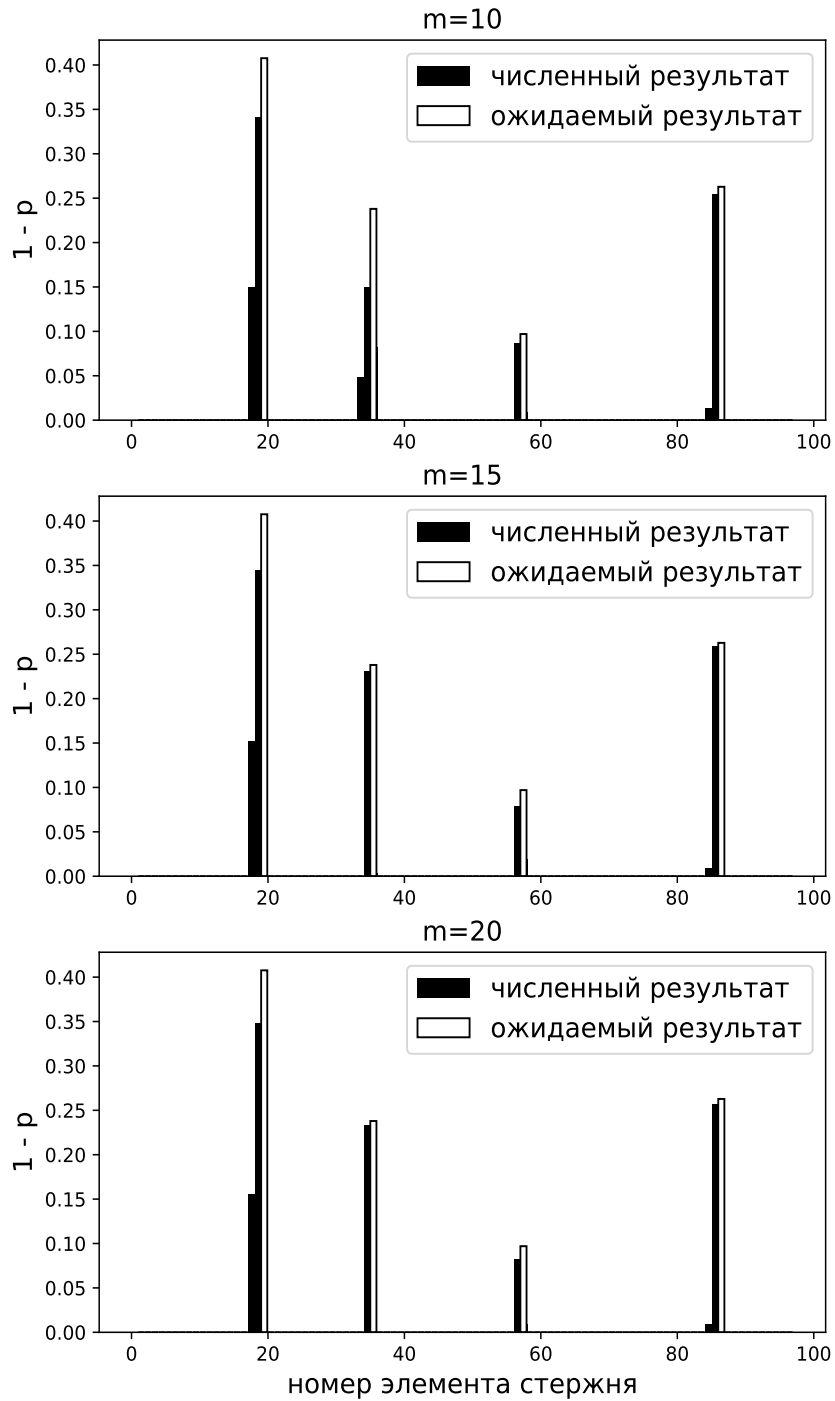 m=10
0.40
0.35
0.30
0.25
0.20
0.15
0.10
0.05
0.00
1 - p
численный результат
ожидаемый результат
0 20 40 60 80 100
m=15
0.40
0.35
0.30
0.25
0.20
0.15
0.10
0.05
0.00
1 - p
численный результат
ожидаемый результат
0 20 40 60 80 100
m=20
0.40
0.35
0.30
0.25
0.20
0.15
0.10
0.05
0.00
1 - p
численный результат
ожидаемый результат
0 20 40 60 80 100
номер элемента стержня